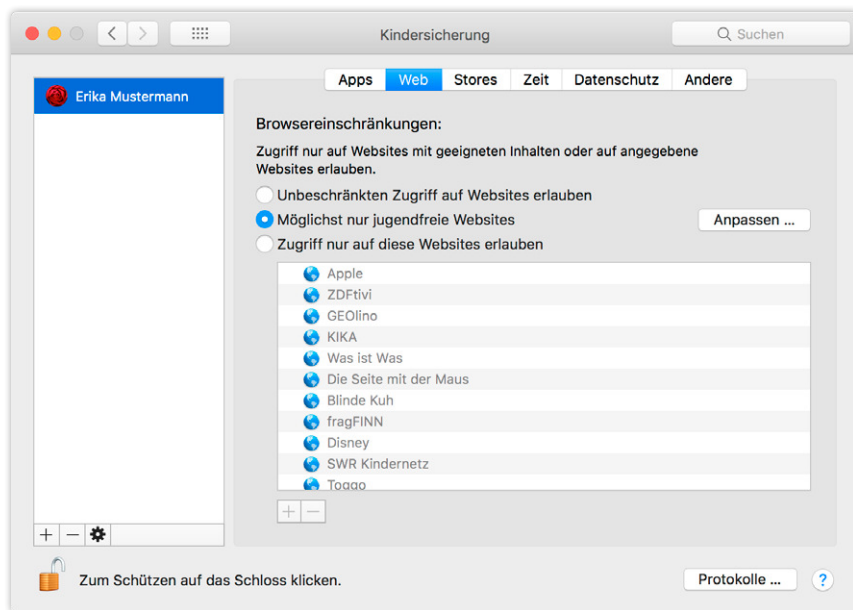 Kindersicherung
Suchen
Erika Mustermann
Apps Web Stores Zeit Datenschutz Andere
Browsereinschränkungen:
Zugriff nur auf Websites mit geeigneten Inhalten oder auf angegebene
Websites erlauben.
Unbeschränkten Zugriff auf Websites erlauben
Möglichst nur jugendfreie Websites
Anpassen ...
Zugriff nur auf diese Websites erlauben
Apple
ZDFtivi
GEOlino
KIKA
Was ist Was
Die Seite mit der Maus
Blinde Kuh
fragFINN
Disney
SWR Kindernetz
Toggo
Zum Schützen auf das Schloss klicken.
Protokolle ...
?